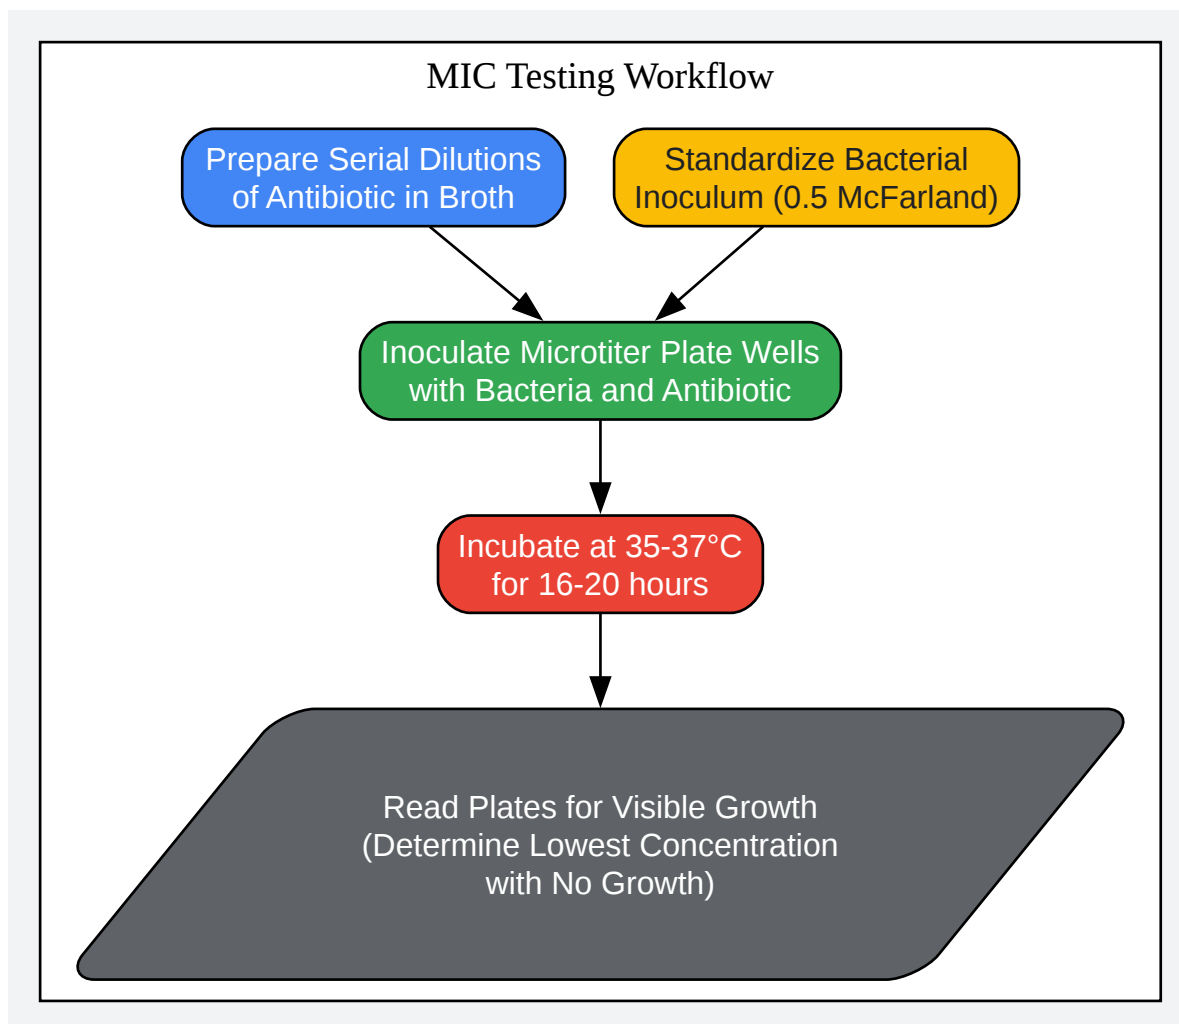 MIC Testing Workflow
Prepare Serial Dilutions
of Antibiotic in Broth
Standardize Bacterial
Inoculum (0.5 McFarland)
Inoculate Microtiter Plate Wells
with Bacteria and Antibiotic
Incubate at 35-37°C
for 16-20 hours
Read Plates for Visible Growth
(Determine Lowest Concentration
with No Growth)